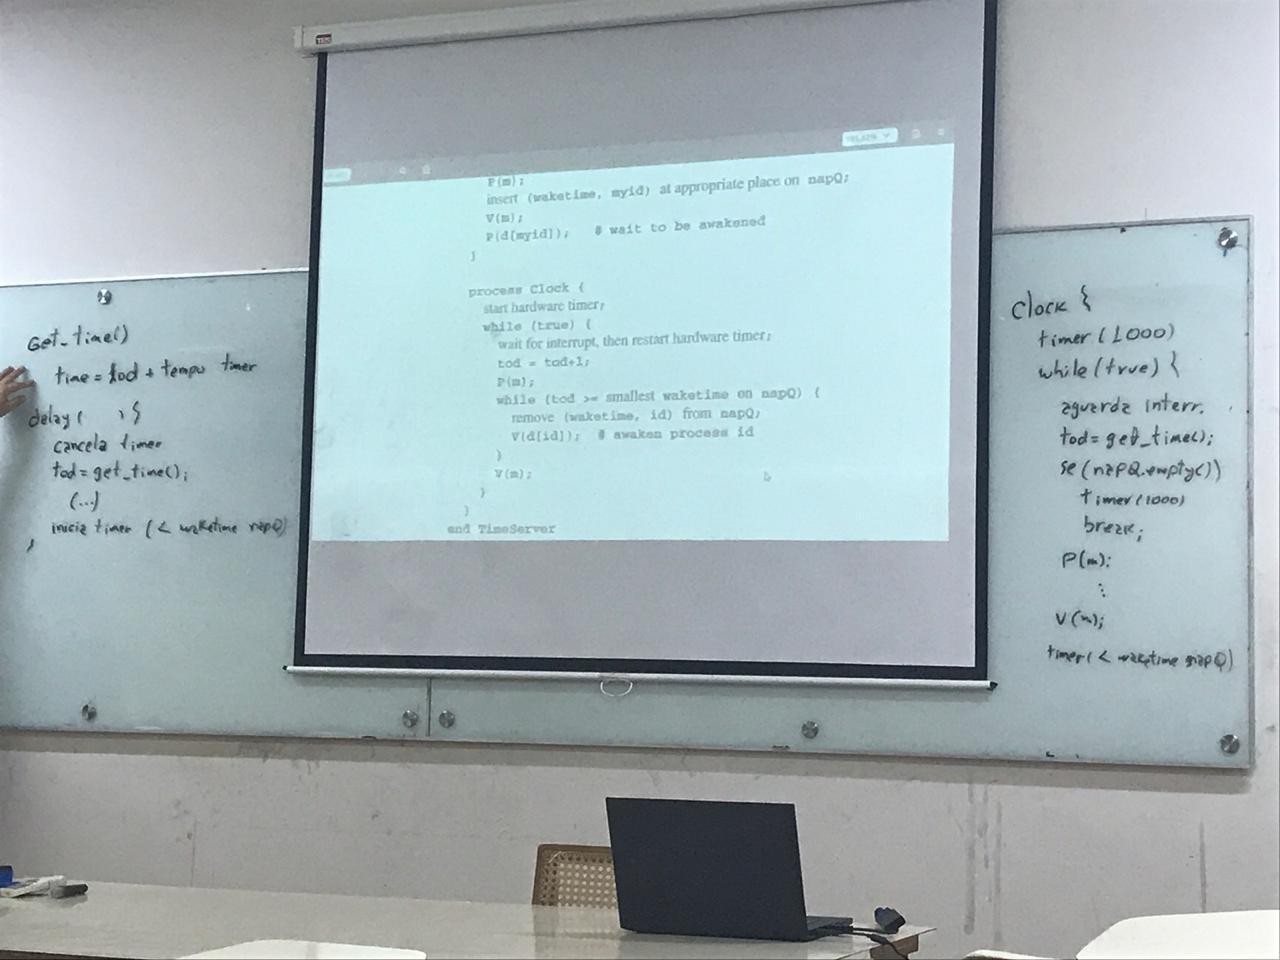 Get_time()
time = tod + tempo timer
delay( ) {
cancela timer
tod = get_time();
(...)
inicia timer (< waketime napQ)
}
P(m);
insert (waketime, myid) at appropriate place on napQ;
V(m);
P(d[myid]); # wait to be awakened
}
process Clock {
start hardware timer;
while (true) {
wait for interrupt, then restart hardware timer;
tod = tod+1;
P(m);
while (tod >= smallest waketime on napQ) {
remove (waketime, id) from napQ;
V(d[id]); # awaken process id
}
V(m);
}
}
end TimeServer
Clock {
timer (1000)
while (true) {
aguarda interr.
tod = get_time();
se (napQ.empty())
timer (1000)
break;
P(m);
⋮
V(m);
timer (< waketime napQ)